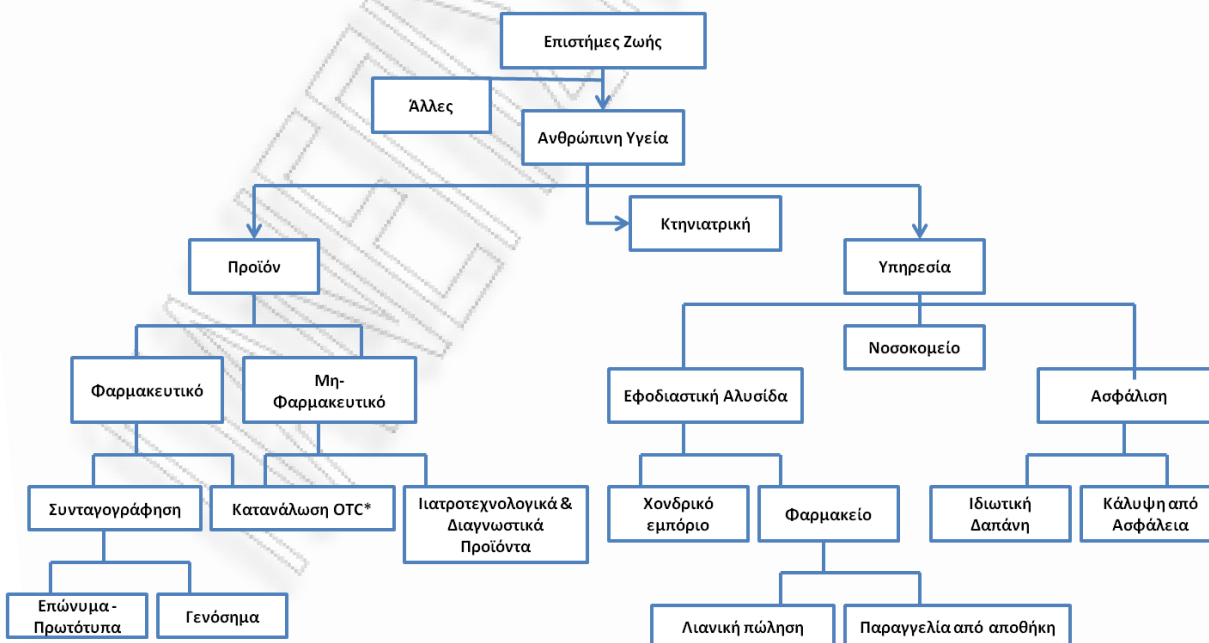 Επιστήμες Ζωής
Άλλες
Ανθρώπινη Υγεία
Κτηνιατρική
Προϊόν
Υπηρεσία
Νοσοκομείο
Φαρμακευτικό
Μη-
Φαρμακευτικό
Εφοδιαστική Αλυσίδα
Ασφάλιση
Συνταγογράφηση
Κατανάλωση OTC*
Ιιατροτεχνολογικά &
Διαγνωστικά
Προϊόντα
Χονδρικό
εμπόριο
Φαρμακείο
Ιδιωτική
Δαπάνη
Κάλυψη από
Ασφάλεια
Επώνυμα -
Πρωτότυπα
Γενόσημα
Λιανική πώληση
Παραγγελία από αποθήκη